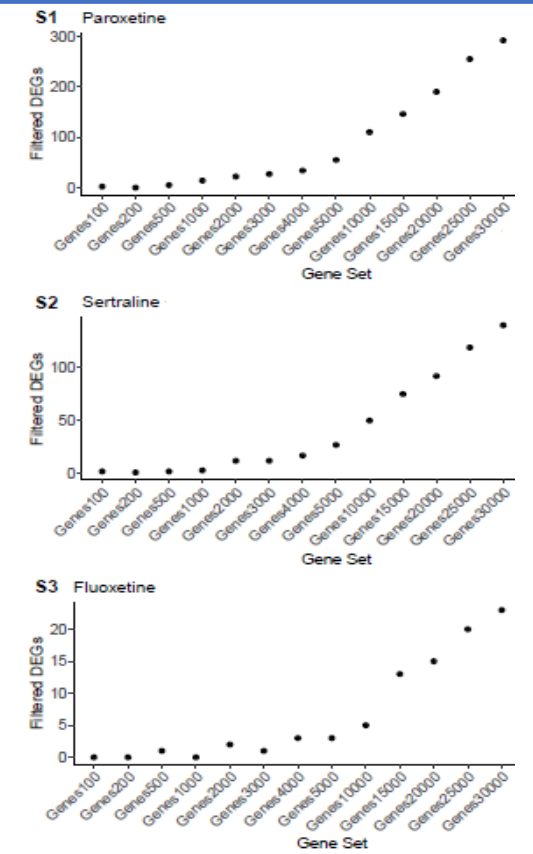 S1 Paroxetine
Filtered DEGs
300
200
100
0
Genes100
Genes200
Genes500
Genes1000
Genes2000
Genes3000
Genes4000
Genes5000
Genes10000
Genes15000
Genes20000
Genes25000
Genes30000
Gene Set
S2 Sertraline
Filtered DEGs
100
50
0
Genes100
Genes200
Genes500
Genes1000
Genes2000
Genes3000
Genes4000
Genes5000
Genes10000
Genes15000
Genes20000
Genes25000
Genes30000
Gene Set
S3 Fluoxetine
Filtered DEGs
20
15
10
5
0
Genes100
Genes200
Genes500
Genes1000
Genes2000
Genes3000
Genes4000
Genes5000
Genes10000
Genes15000
Genes20000
Genes25000
Genes30000
Gene Set